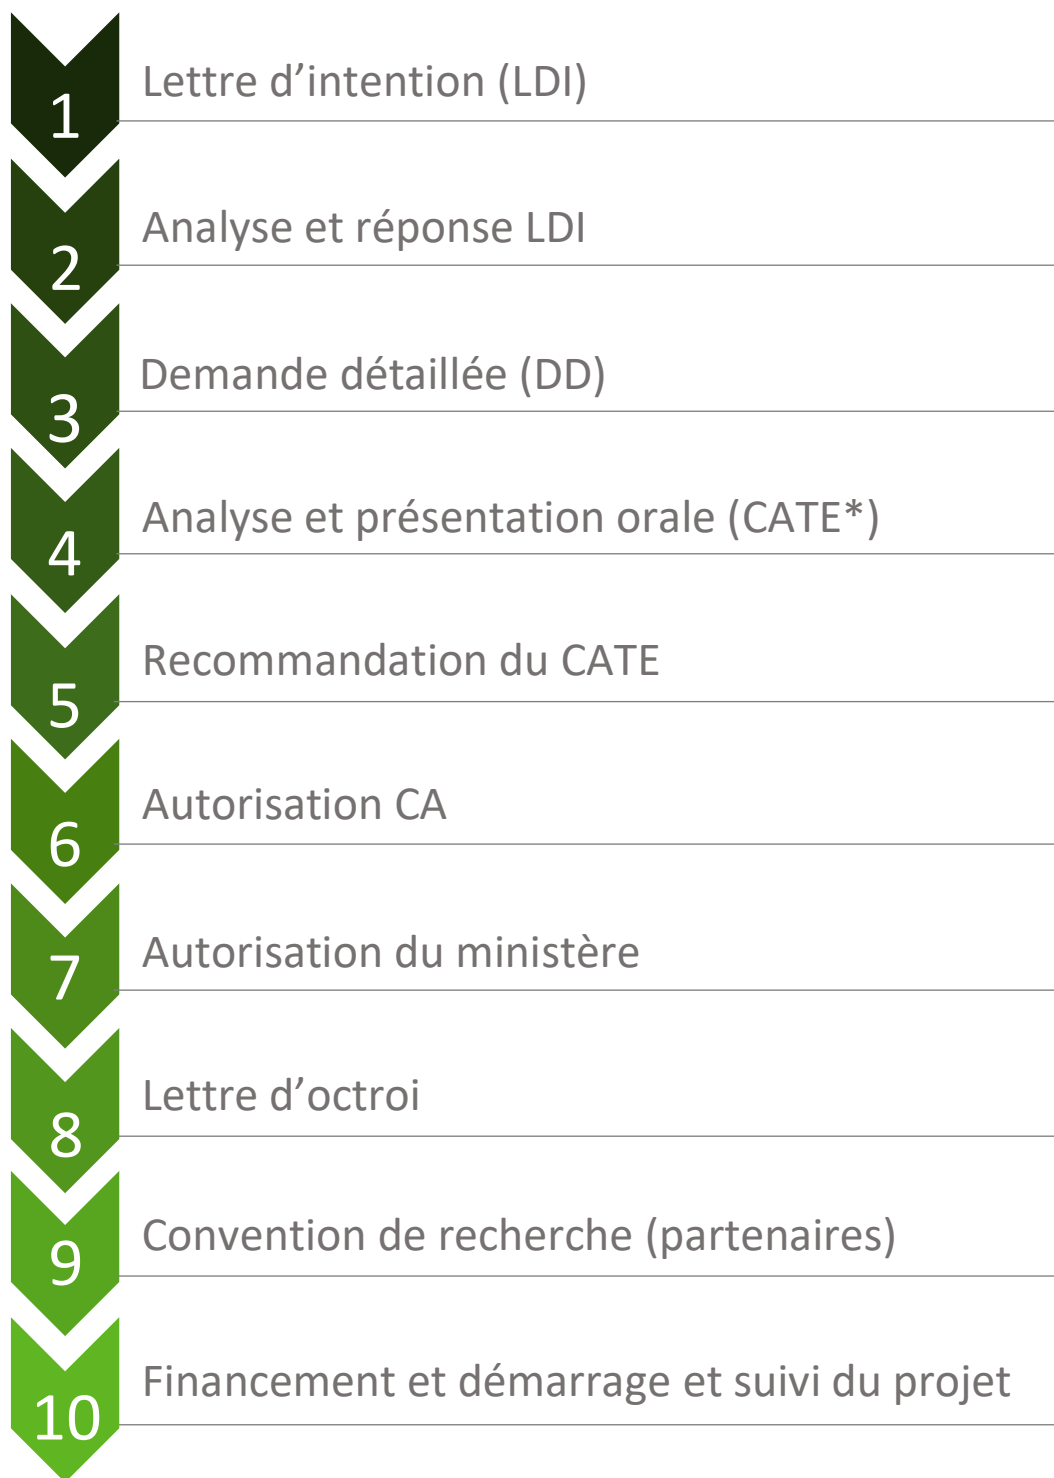 1
Lettre d’intention (LDI)
2
Analyse et réponse LDI
3
Demande détaillée (DD)
4
Analyse et présentation orale (CATE*)
5
Recommandation du CATE
6
Autorisation CA
7
Autorisation du ministère
8
Lettre d’octroi
9
Convention de recherche (partenaires)
10
Financement et démarrage et suivi du projet